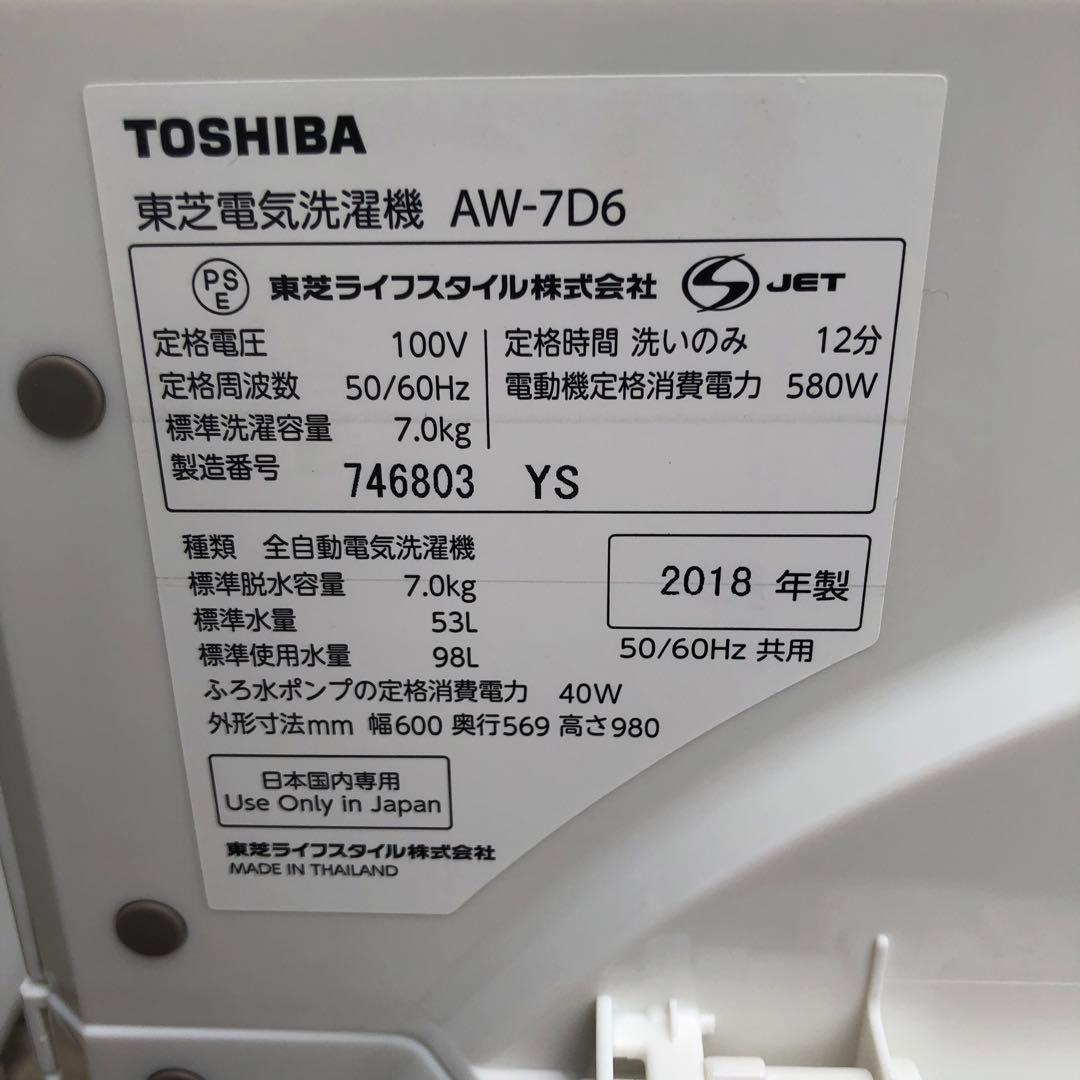 TOSHIBA
東芝電気洗濯機 AW-7D6
PSE 東芝ライフスタイル株式会社 S JET
定格電圧 100V
定格周波数 50/60Hz
標準洗濯容量 7.0kg
定格時間 洗いのみ 12分
電動機定格消費電力 580W
製造番号 746803 YS
種類 全自動電気洗濯機
標準脱水容量 7.0kg
標準水量 53L
標準使用水量 98L
ふろ水ポンプの定格消費電力 40W
外形寸法mm 幅600 奥行569 高さ980
2018 年製
50/60Hz 共用
日本国内専用
Use Only in Japan
東芝ライフスタイル株式会社
MADE IN THAILAND